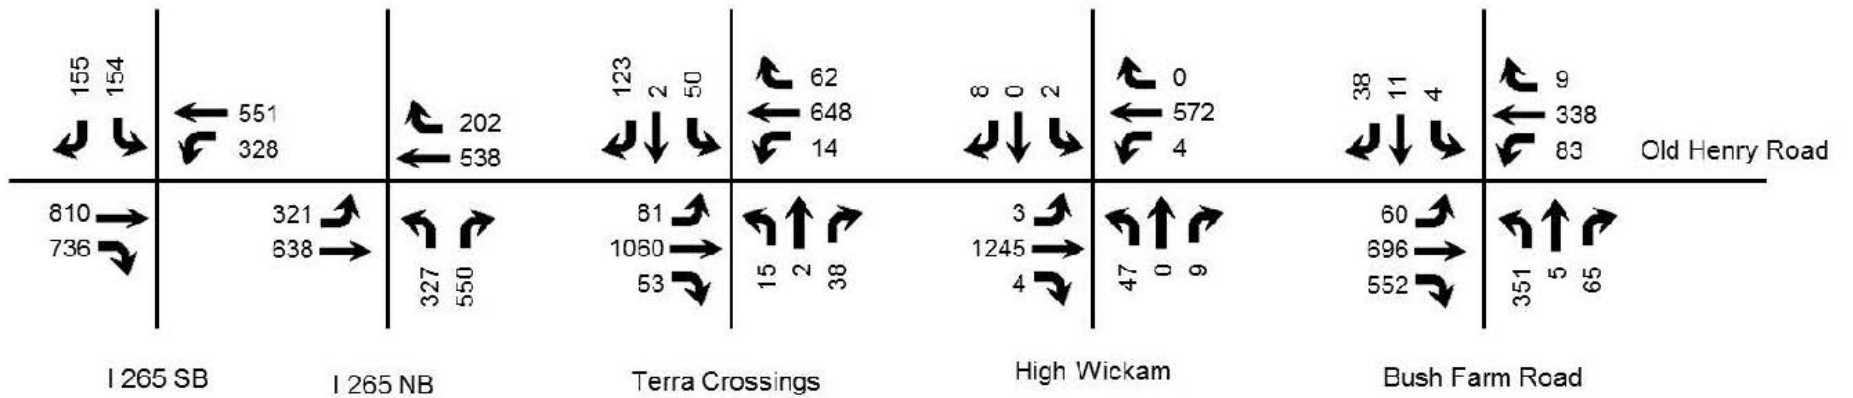 155 154
551
328
810
736
I 265 SB
202
538
321
638
327 550
I 265 NB
123 2 50
62
648
14
81
1060
53
15 2 38
Terra Crossings
8 0 2
0
572
4
3
1245
4
47 0 9
High Wickam
38 11 4
9
338
83
60
696
552
351 5 65
Bush Farm Road
Old Henry Road